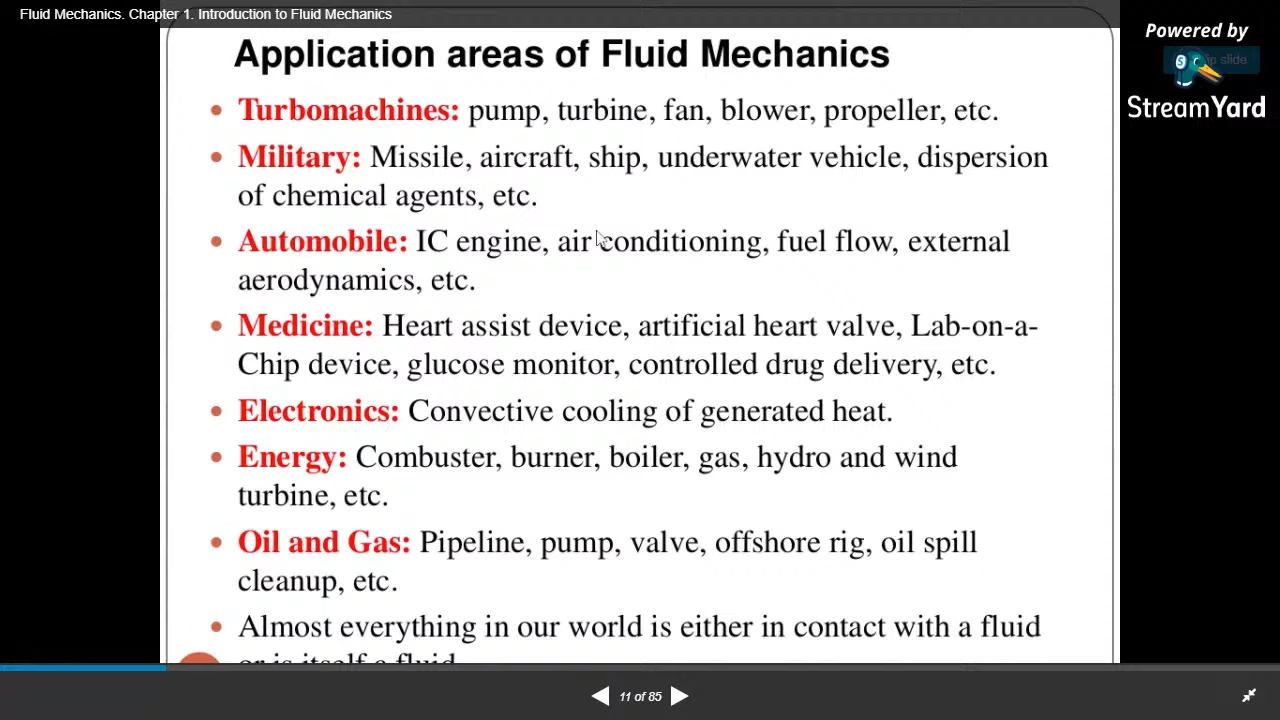 Fluid Mechanics. Chapter 1. Introduction to Fluid Mechanics
Powered by
StreamYard
Application areas of Fluid Mechanics
• Turbomachines: pump, turbine, fan, blower, propeller, etc.
• Military: Missile, aircraft, ship, underwater vehicle, dispersion
of chemical agents, etc.
• Automobile: IC engine, air conditioning, fuel flow, external
aerodynamics, etc.
• Medicine: Heart assist device, artificial heart valve, Lab-on-a-
Chip device, glucose monitor, controlled drug delivery, etc.
• Electronics: Convective cooling of generated heat.
• Energy: Combuster, burner, boiler, gas, hydro and wind
turbine, etc.
• Oil and Gas: Pipeline, pump, valve, offshore rig, oil spill
cleanup, etc.
• Almost everything in our world is either in contact with a fluid
or is itself a fluid
11 of 85